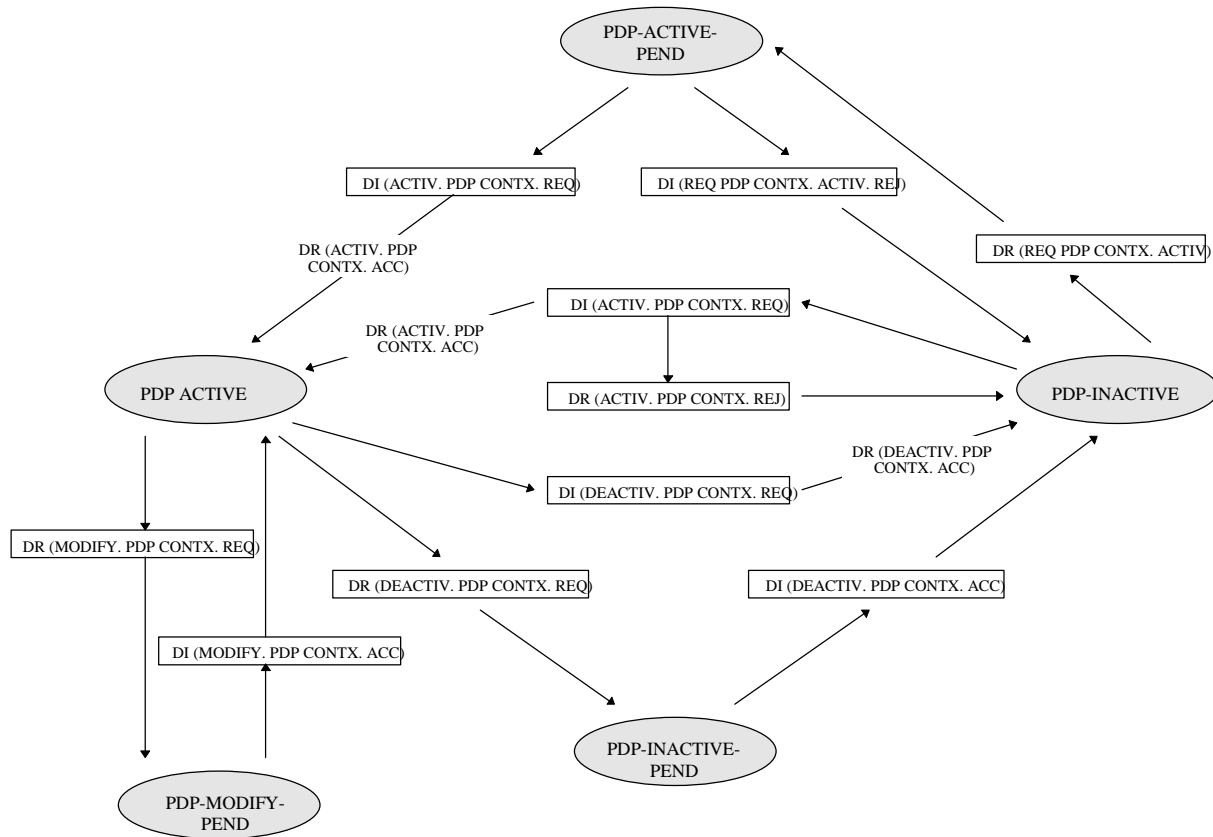 PDP-ACTIVE-
PEND
DI (ACTIV. PDP CONTX. REQ)
DI (REQ PDP CONTX. ACTIV. REJ)
DR (ACTIV. PDP
CONTX. ACC)
DR (REQ PDP CONTX. ACTIV)
DI (ACTIV. PDP CONTX. REQ)
DR (ACTIV. PDP
CONTX. ACC)
PDP ACTIVE
DR (ACTIV. PDP CONTX. REJ)
PDP-INACTIVE
DR (DEACTIV. PDP
CONTX. ACC)
DI (DEACTIV. PDP CONTX. REQ)
DR (MODIFY. PDP CONTX. REQ)
DR (DEACTIV. PDP CONTX. REQ)
DI (DEACTIV. PDP CONTX. ACC)
DI (MODIFY. PDP CONTX. ACC)
PDP-INACTIVE-
PEND
PDP-MODIFY-
PEND